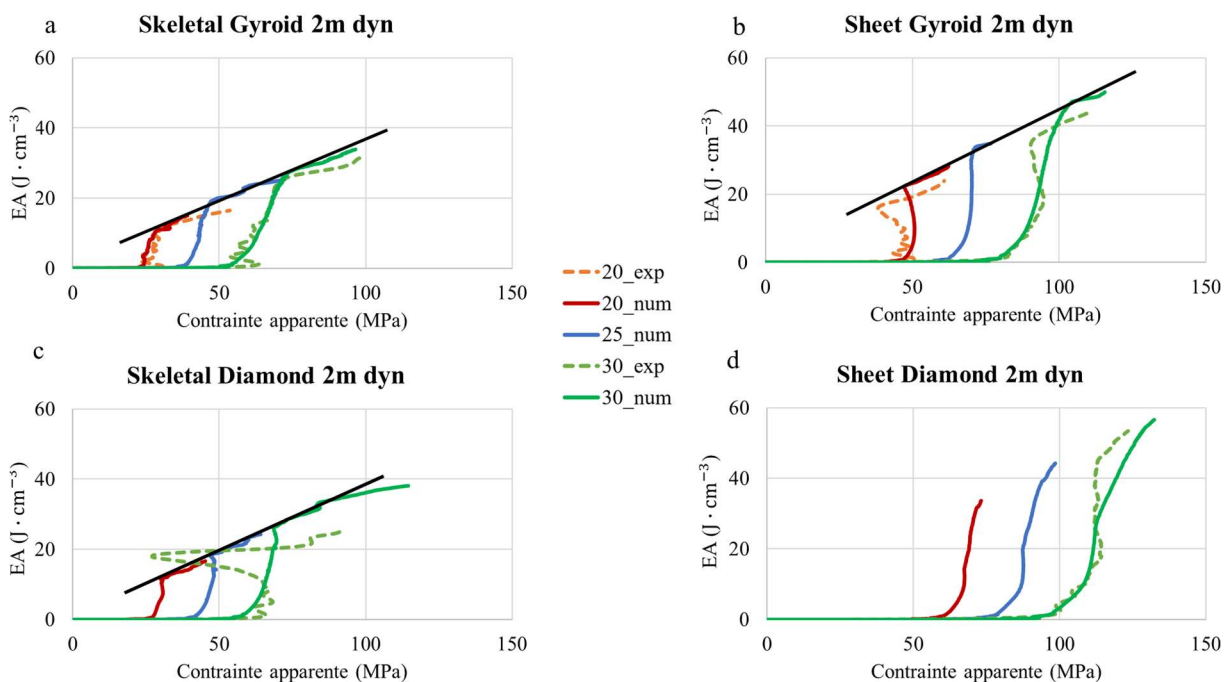 a
Skeletal Gyroid 2m dyn
EA (J · cm⁻³)
60
40
20
0
0 50 100 150
Contrainte apparente (MPa)
b
Sheet Gyroid 2m dyn
EA (J · cm⁻³)
60
40
20
0
0 50 100 150
Contrainte apparente (MPa)
20_exp
20_num
25_num
30_exp
30_num
c
Skeletal Diamond 2m dyn
EA (J · cm⁻³)
60
40
20
0
0 50 100 150
Contrainte apparente (MPa)
d
Sheet Diamond 2m dyn
EA (J · cm⁻³)
60
40
20
0
0 50 100 150
Contrainte apparente (MPa)